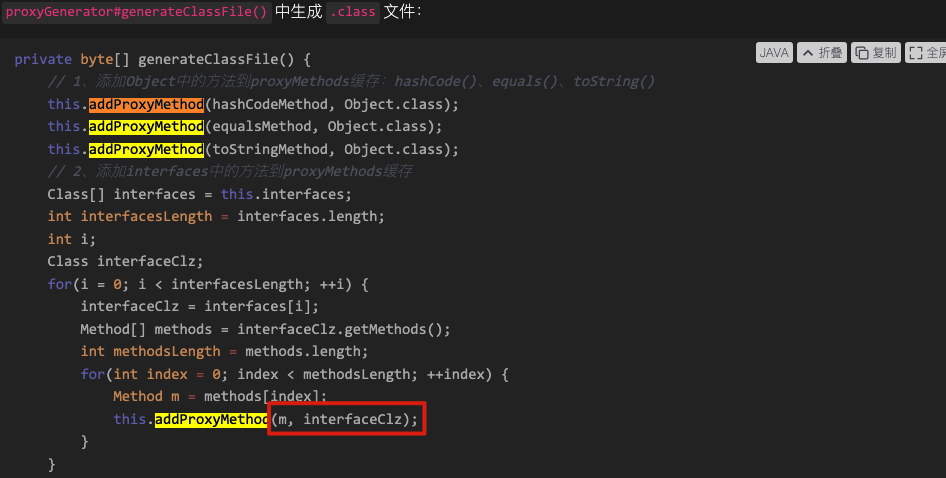 proxyGenerator#generateClassFile() 中生成 .class 文件：
JAVA 折叠 复制 全屏
private byte[] generateClassFile() {
// 1、添加Object中的方法到proxyMethods缓存：hashCode()、equals()、toString()
this.addProxyMethod(hashCodeMethod, Object.class);
this.addProxyMethod(equalsMethod, Object.class);
this.addProxyMethod(toStringMethod, Object.class);
// 2、添加interfaces中的方法到proxyMethods缓存
Class[] interfaces = this.interfaces;
int interfacesLength = interfaces.length;
int i;
Class interfaceClz;
for(i = 0; i < interfacesLength; ++i) {
interfaceClz = interfaces[i];
Method[] methods = interfaceClz.getMethods();
int methodsLength = methods.length;
for(int index = 0; index < methodsLength; ++index) {
Method m = methods[index];
this.addProxyMethod(m, interfaceClz);
}
}